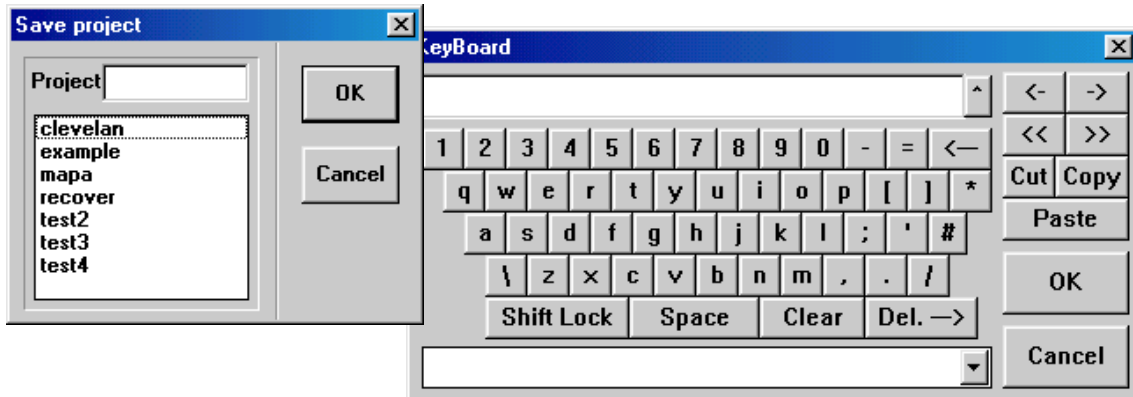 Save project
Project
OK
Cancel
clevelan
example
mapa
recover
test2
test3
test4
KeyBoard
^ <- ->
1 2 3 4 5 6 7 8 9 0 - = <— << >>
q w e r t y u i o p [ ] * Cut Copy
a s d f g h j k l ; ' # Paste
\ z x c v b n m , . / OK
Shift Lock Space Clear Del. —>
Cancel